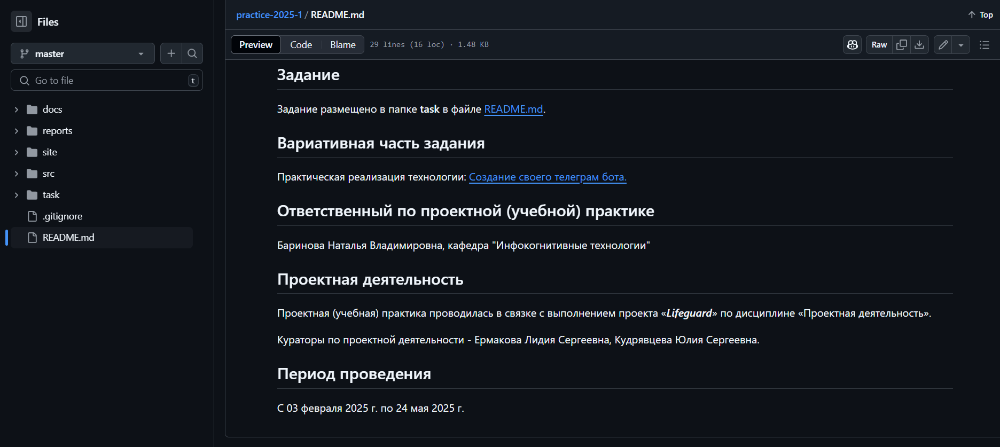 Files
master
Go to file
t
docs
reports
site
src
task
.gitignore
README.md
practice-2025-1 / README.md
Top
Preview
Code
Blame
29 lines (16 loc) · 1.48 KB
Raw
Задание
Задание размещено в папке task в файле README.md.
Вариативная часть задания
Практическая реализация технологии: Создание своего телеграм бота.
Ответственный по проектной (учебной) практике
Баринова Наталья Владимировна, кафедра "Инфокогнитивные технологии"
Проектная деятельность
Проектная (учебная) практика проводилась в связке с выполнением проекта «Lifeguard» по дисциплине «Проектная деятельность».
Кураторы по проектной деятельности - Ермакова Лидия Сергеевна, Кудрявцева Юлия Сергеевна.
Период проведения
С 03 февраля 2025 г. по 24 мая 2025 г.